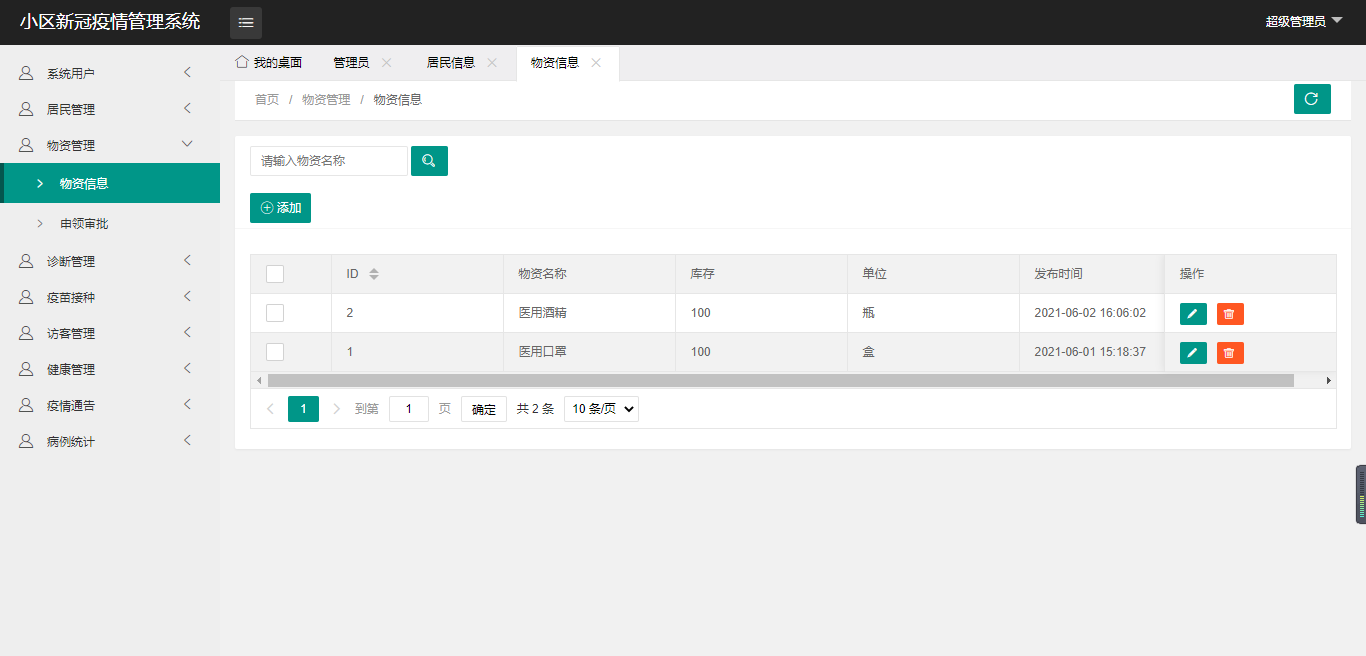 小区新冠疫情管理系统
超级管理员
系统用户
居民管理
物资管理
物资信息
申领审批
诊断管理
疫苗接种
访客管理
健康管理
疫情通告
病例统计
我的桌面 管理员 居民信息 物资信息
首页 / 物资管理 / 物资信息
请输入物资名称
添加
ID 物资名称 库存 单位 发布时间 操作
2 医用酒精 100 瓶 2021-06-02 16:06:02
1 医用口罩 100 盒 2021-06-01 15:18:37
1 到第 1 页 确定 共 2 条 10 条/页